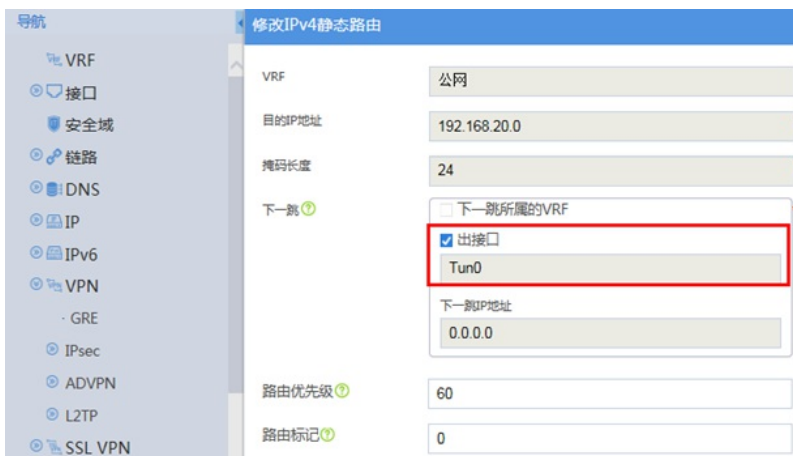 导航
VRF
接口
安全域
链路
DNS
IP
IPv6
VPN
· GRE
IPsec
ADVPN
L2TP
SSL VPN
修改IPv4静态路由
VRF
公网
目的IP地址
192.168.20.0
掩码长度
24
下一跳
下一跳所属的VRF
出接口
Tun0
下一跳IP地址
0.0.0.0
路由优先级
60
路由标记
0